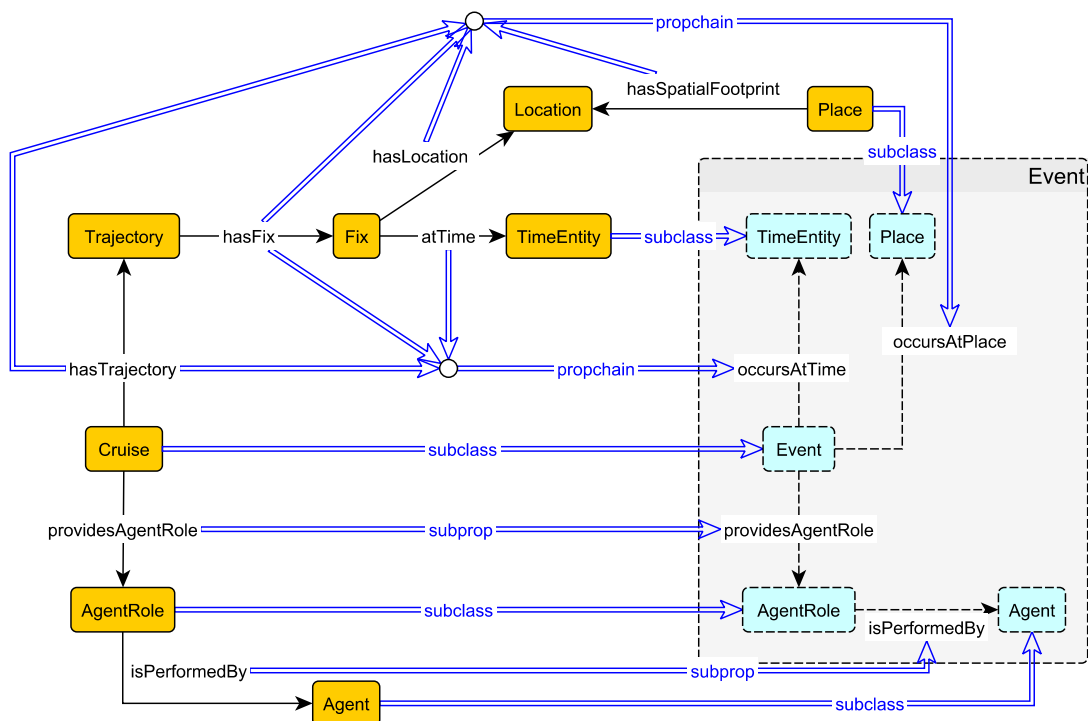 propchain
hasSpatialFootprint
Location
Place
hasLocation
subclass
Event
Trajectory
hasFix
Fix
atTime
TimeEntity
subclass
TimeEntity
Place
occursAtPlace
hasTrajectory
propchain
occursAtTime
Cruise
subclass
Event
providesAgentRole
subprop
providesAgentRole
AgentRole
subclass
AgentRole
Agent
isPerformedBy
isPerformedBy
subprop
Agent
subclass